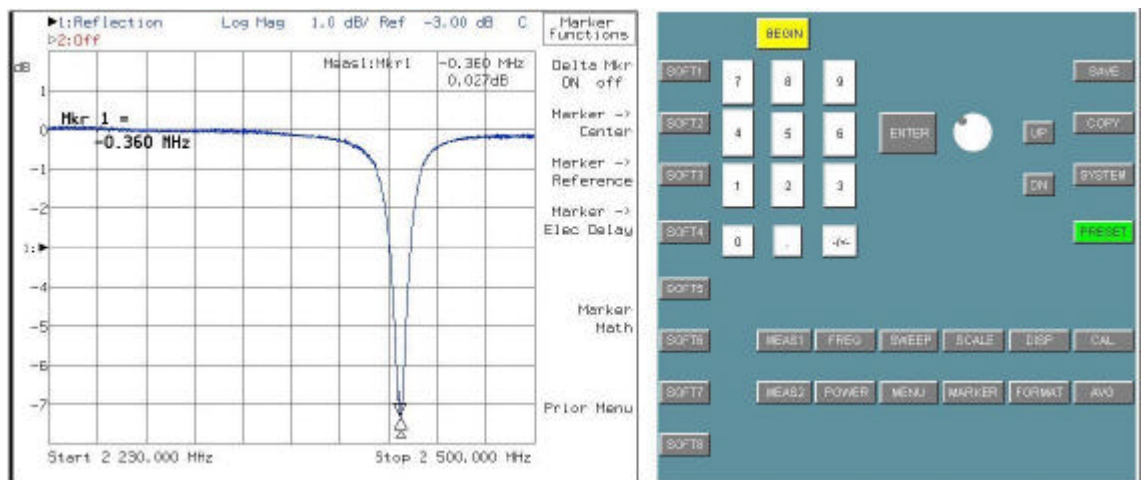 ►1:Reflection Log Mag 1.0 dB/ Ref -3.00 dB C
▷2:Off
dB
Meas1:Mkr1 -0.360 MHz
0.027dB
Mkr 1 =
-0.360 MHz
1
0
-1
-2
1:►
-4
-5
-6
-7
Start 2 230.000 MHz Stop 2 500.000 MHz
Marker
Functions
Delta Mkr
ON off
Marker ->
Center
Marker ->
Reference
Marker ->
Elec Delay
Marker
Math
Prior Menu
BEGIN
SOFT1 7 8 9 SAVE
SOFT2 4 5 6 ENTER UP COPY
SOFT3 1 2 3 DN SYSTEM
SOFT4 0 . -/<- PRESET
SOFT5
SOFT6 MEAS1 FREQ SWEEP SCALE DISP CAL
SOFT7 MEAS2 POWER MENU MARKER FORMAT AVG
SOFT8